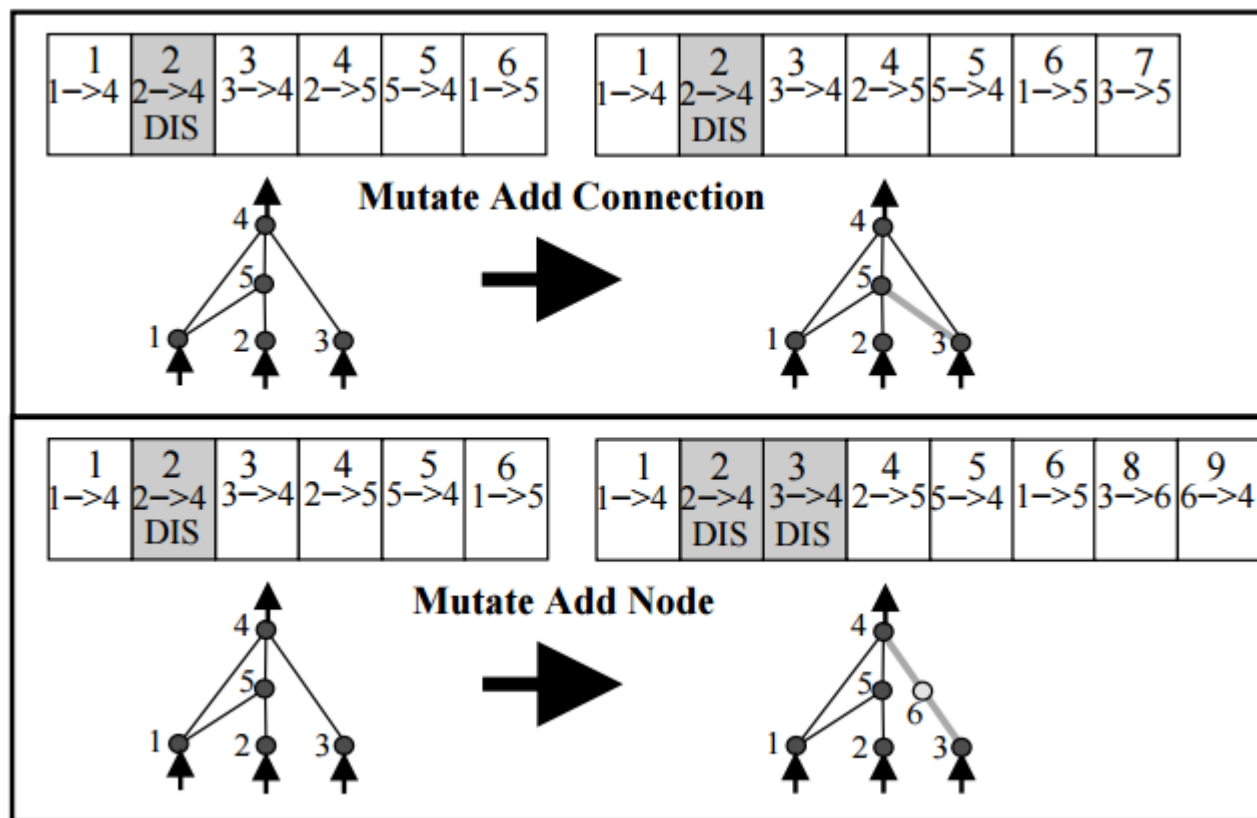 1 2 3 4 5 6
1->4 2->4 3->4 2->5 5->4 1->5
DIS
1 2 3 4 5 6 7
1->4 2->4 3->4 2->5 5->4 1->5 3->5
DIS
Mutate Add Connection
4
5
1 2 3
4
5
1 2 3
1 2 3 4 5 6
1->4 2->4 3->4 2->5 5->4 1->5
DIS
1 2 3 4 5 6 8 9
1->4 2->4 3->4 2->5 5->4 1->5 3->6 6->4
DIS DIS
Mutate Add Node
4
5
1 2 3
4
5
6
1 2 3